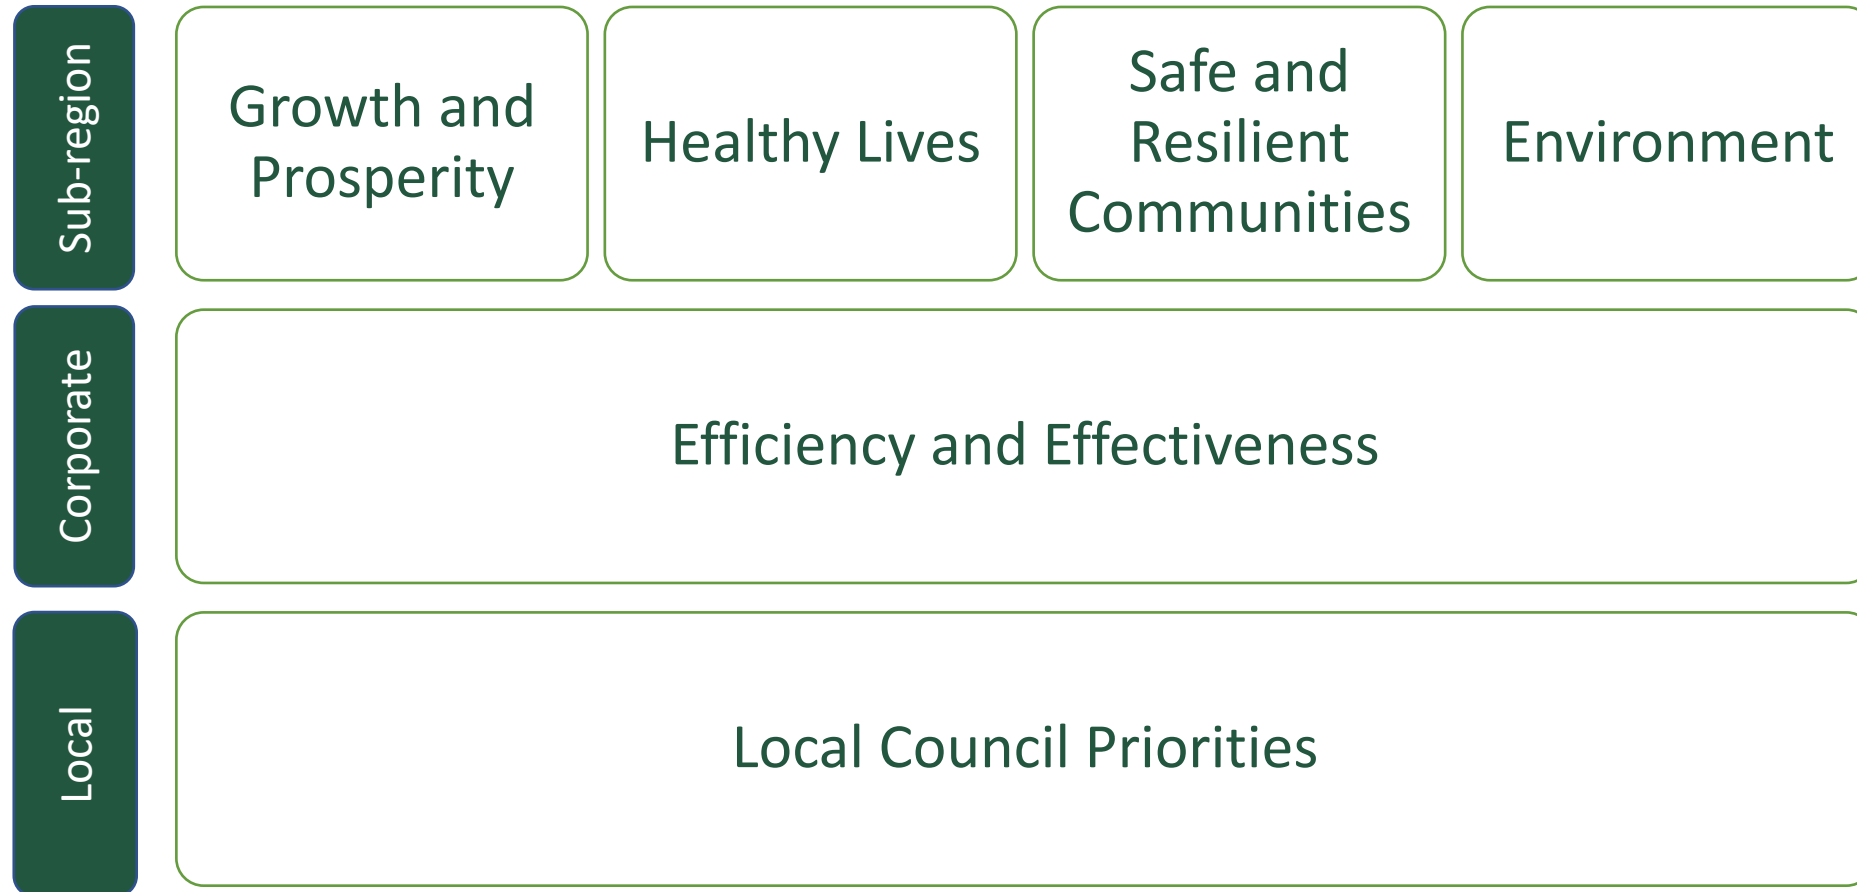 Sub-region
Growth and
Prosperity
Healthy Lives
Safe and
Resilient
Communities
Environment
Corporate
Efficiency and Effectiveness
Local
Local Council Priorities